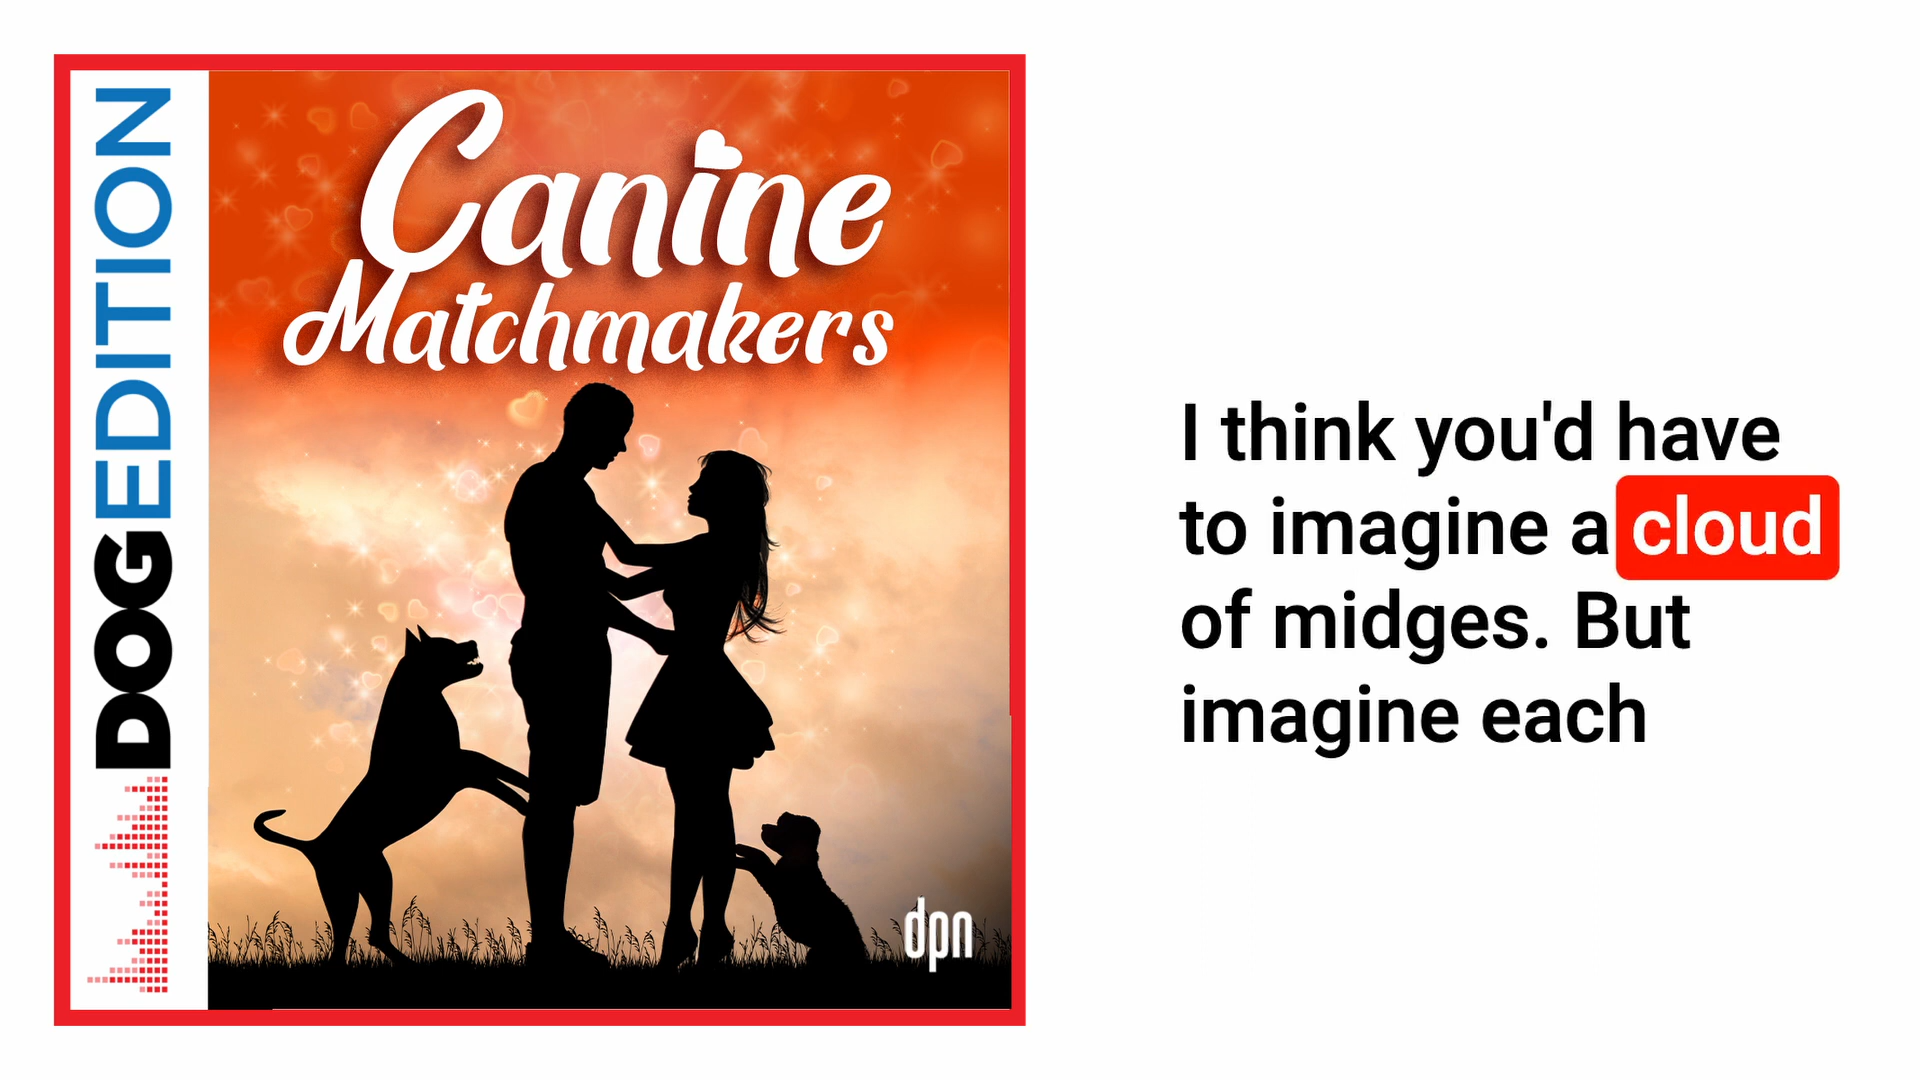 DOGEDITION
Canine
Matchmakers
dpn
I think you'd have
to imagine a cloud
of midges. But
imagine each